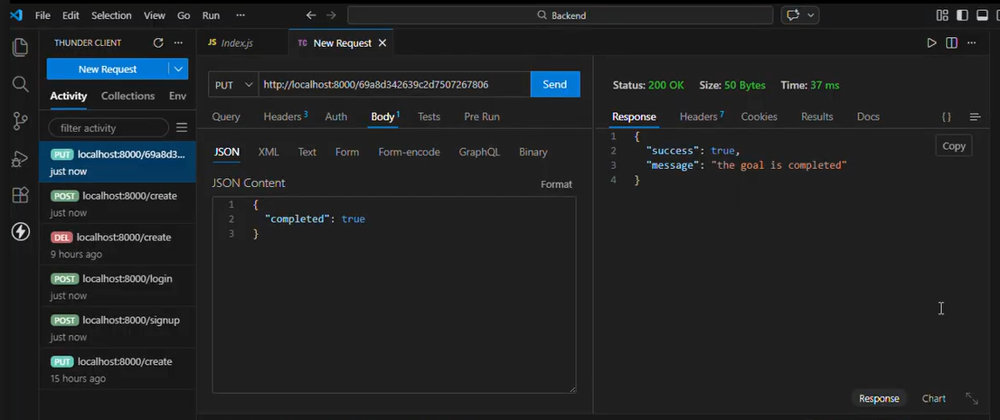 File Edit Selection View Go Run ··· Backend
THUNDER CLIENT
New Request
Activity Collections Env
filter activity
PUT localhost:8000/69a8d3...
just now
POST localhost:8000/create
just now
DEL localhost:8000/create
9 hours ago
POST localhost:8000/login
just now
POST localhost:8000/signup
just now
PUT localhost:8000/create
15 hours ago
JS Index.js TC New Request
PUT http://localhost:8000/69a8d342639c2d7507267806 Send
Query Headers 3 Auth Body 1 Tests Pre Run
JSON XML Text Form Form-encode GraphQL Binary
JSON Content Format
1 {
2 "completed": true
3 }
Status: 200 OK Size: 50 Bytes Time: 37 ms
Response Headers 7 Cookies Results Docs { }
Copy
1 {
2 "success": true,
3 "message": "the goal is completed"
4 }
Response Chart